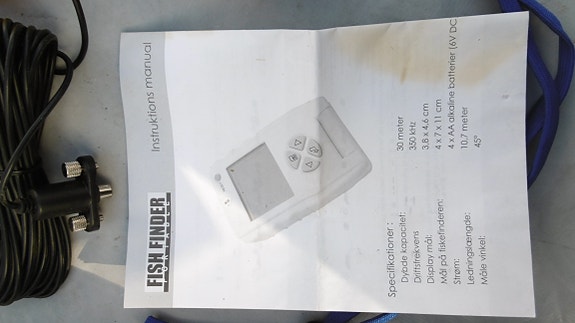 FISH FINDER
Instruktions manual
Specifikationer :
Dybde kapacitet: 30 meter
Driftsfrekvens 350 kHz
Display mål: 3,8 x 4,6 cm
Mål på fiskefinderen: 4 x 7 x 11 cm
Strøm: 4 x AA alkaline batterier (6V DC
Ledningslængde: 10,7 meter
Måle vinkel: 45°